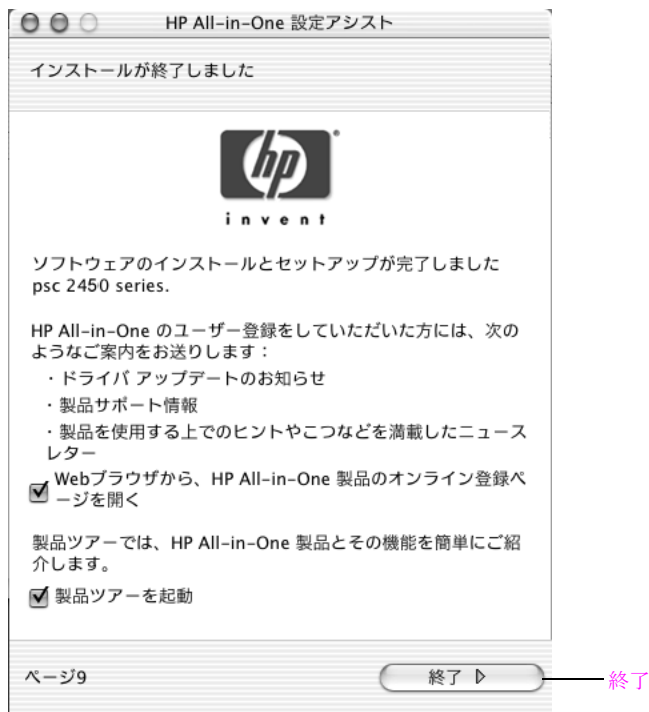 HP All-in-One 設定アシスト
インストールが終了しました
hp
®
invent
ソフトウェアのインストールとセットアップが完了しました
psc 2450 series.
HP All-in-One のユーザー登録をしていただいた方には、次の
ようなご案内をお送りします：
・ドライバ アップデートのお知らせ
・製品サポート情報
・製品を使用する上でのヒントやこつなどを満載したニュース
レター
Webブラウザから、HP All-in-One 製品のオンライン登録ペ
ージを開く
製品ツアーでは、HP All-in-One 製品とその機能を簡単にご紹
介します。
製品ツアーを起動
ページ9
終了
終了